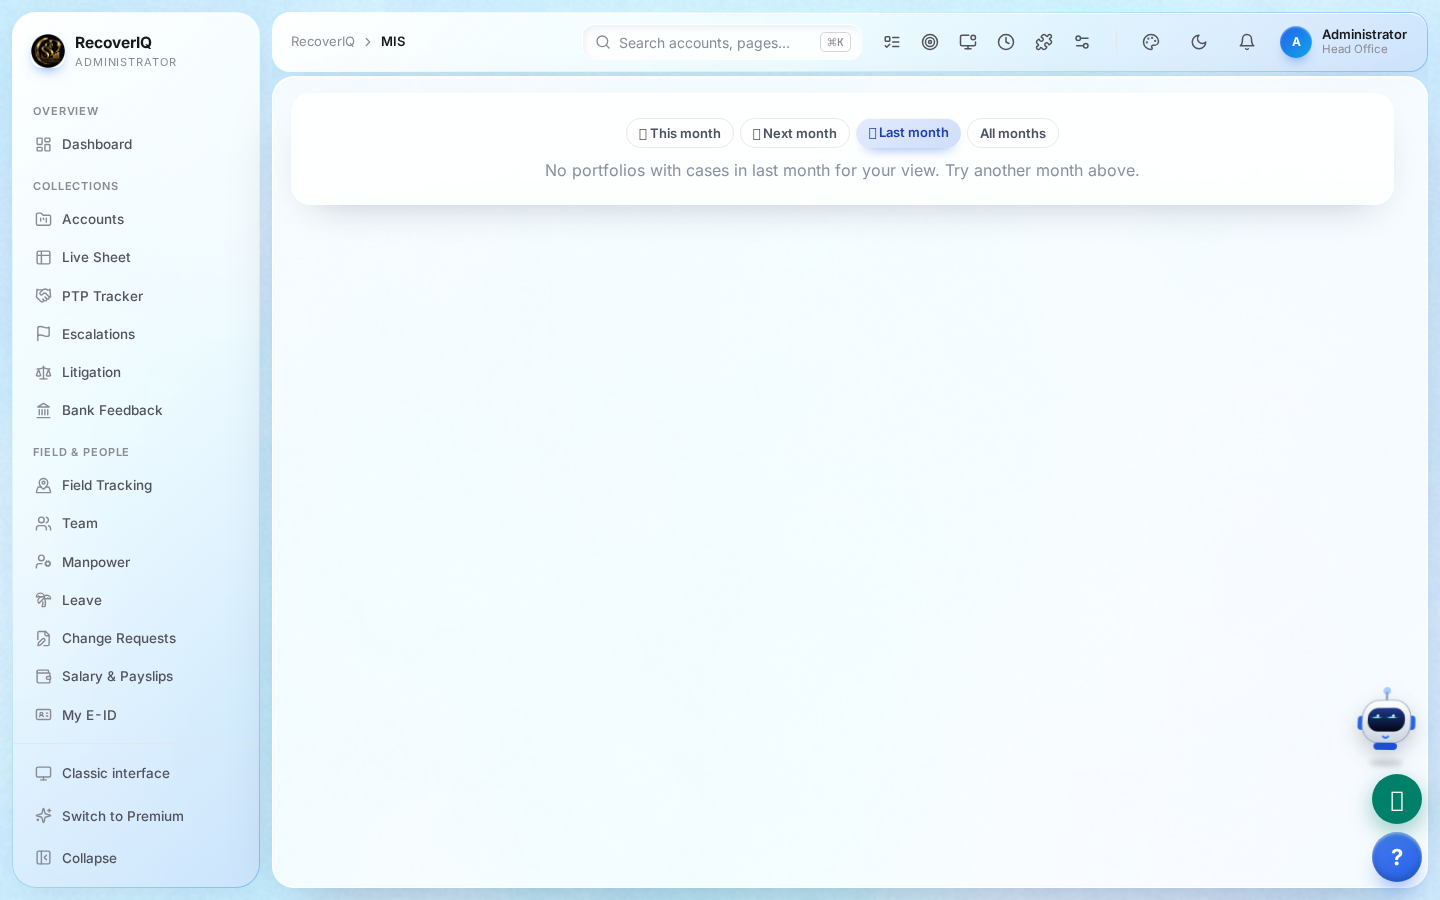 RecoverIQ
ADMINISTRATOR
OVERVIEW
Dashboard
COLLECTIONS
Accounts
Live Sheet
PTP Tracker
Escalations
Litigation
Bank Feedback
FIELD & PEOPLE
Field Tracking
Team
Manpower
Leave
Change Requests
Salary & Payslips
My E-ID
Classic interface
Switch to Premium
Collapse
RecoverIQ > MIS
Search accounts, pages... ⌘K
A
Administrator
Head Office
This month Next month Last month All months
No portfolios with cases in last month for your view. Try another month above.
?